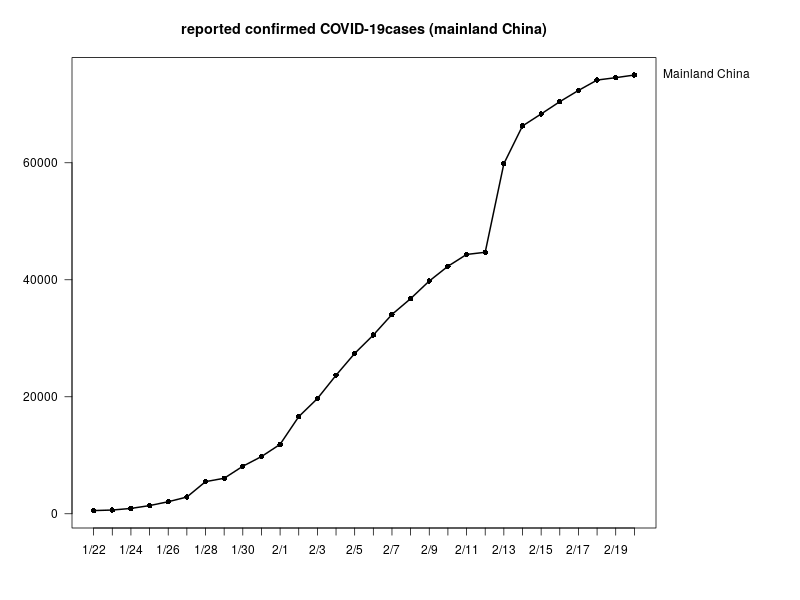 reported confirmed COVID-19cases (mainland China)
Mainland China
60000
40000
20000
0
1/22 1/24 1/26 1/28 1/30 2/1 2/3 2/5 2/7 2/9 2/11 2/13 2/15 2/17 2/19